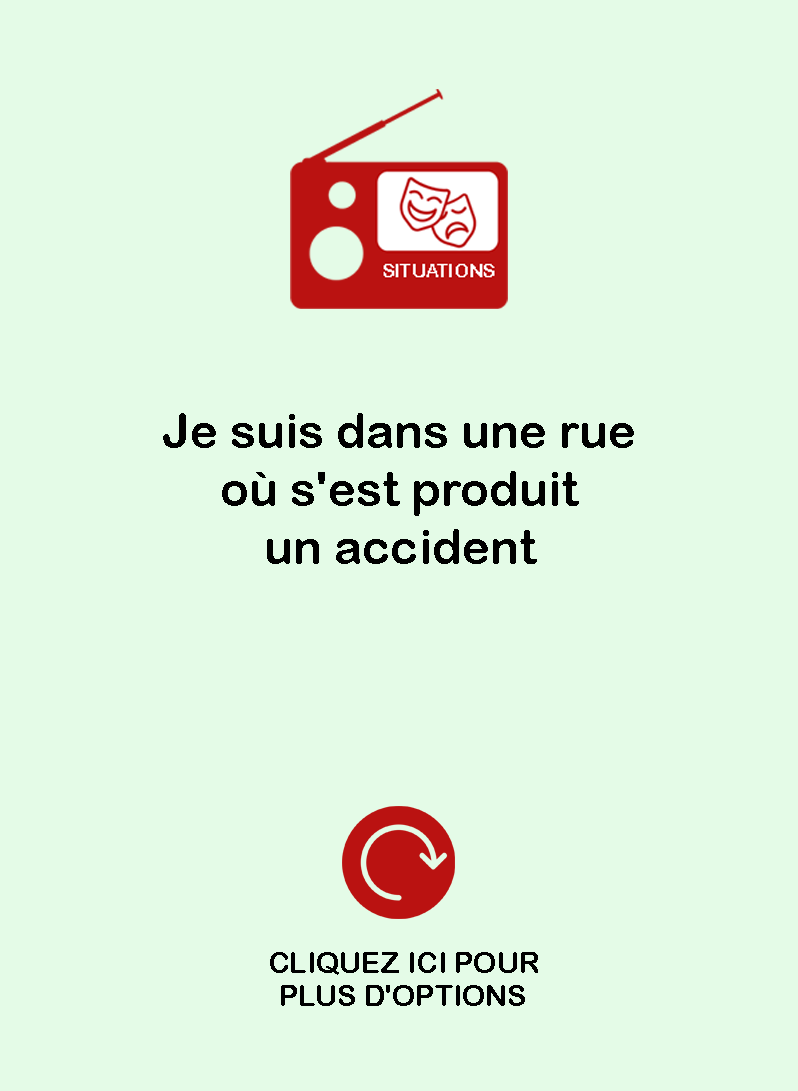 SITUATIONS
Je suis dans une rue
où s'est produit
un accident
CLIQUEZ ICI POUR
PLUS D'OPTIONS